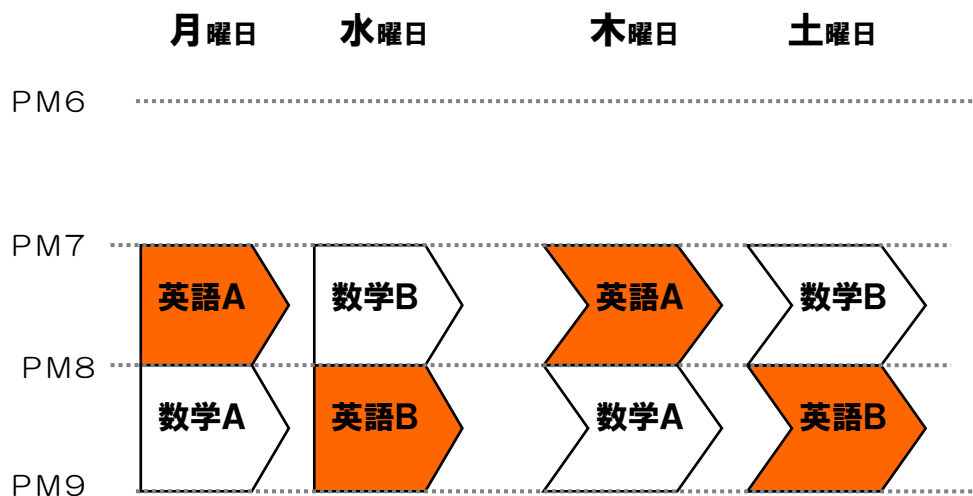 月曜日 水曜日 木曜日 土曜日
PM6
PM7
英語A 数学B 英語A 数学B
PM8
数学A 英語B 数学A 英語B
PM9